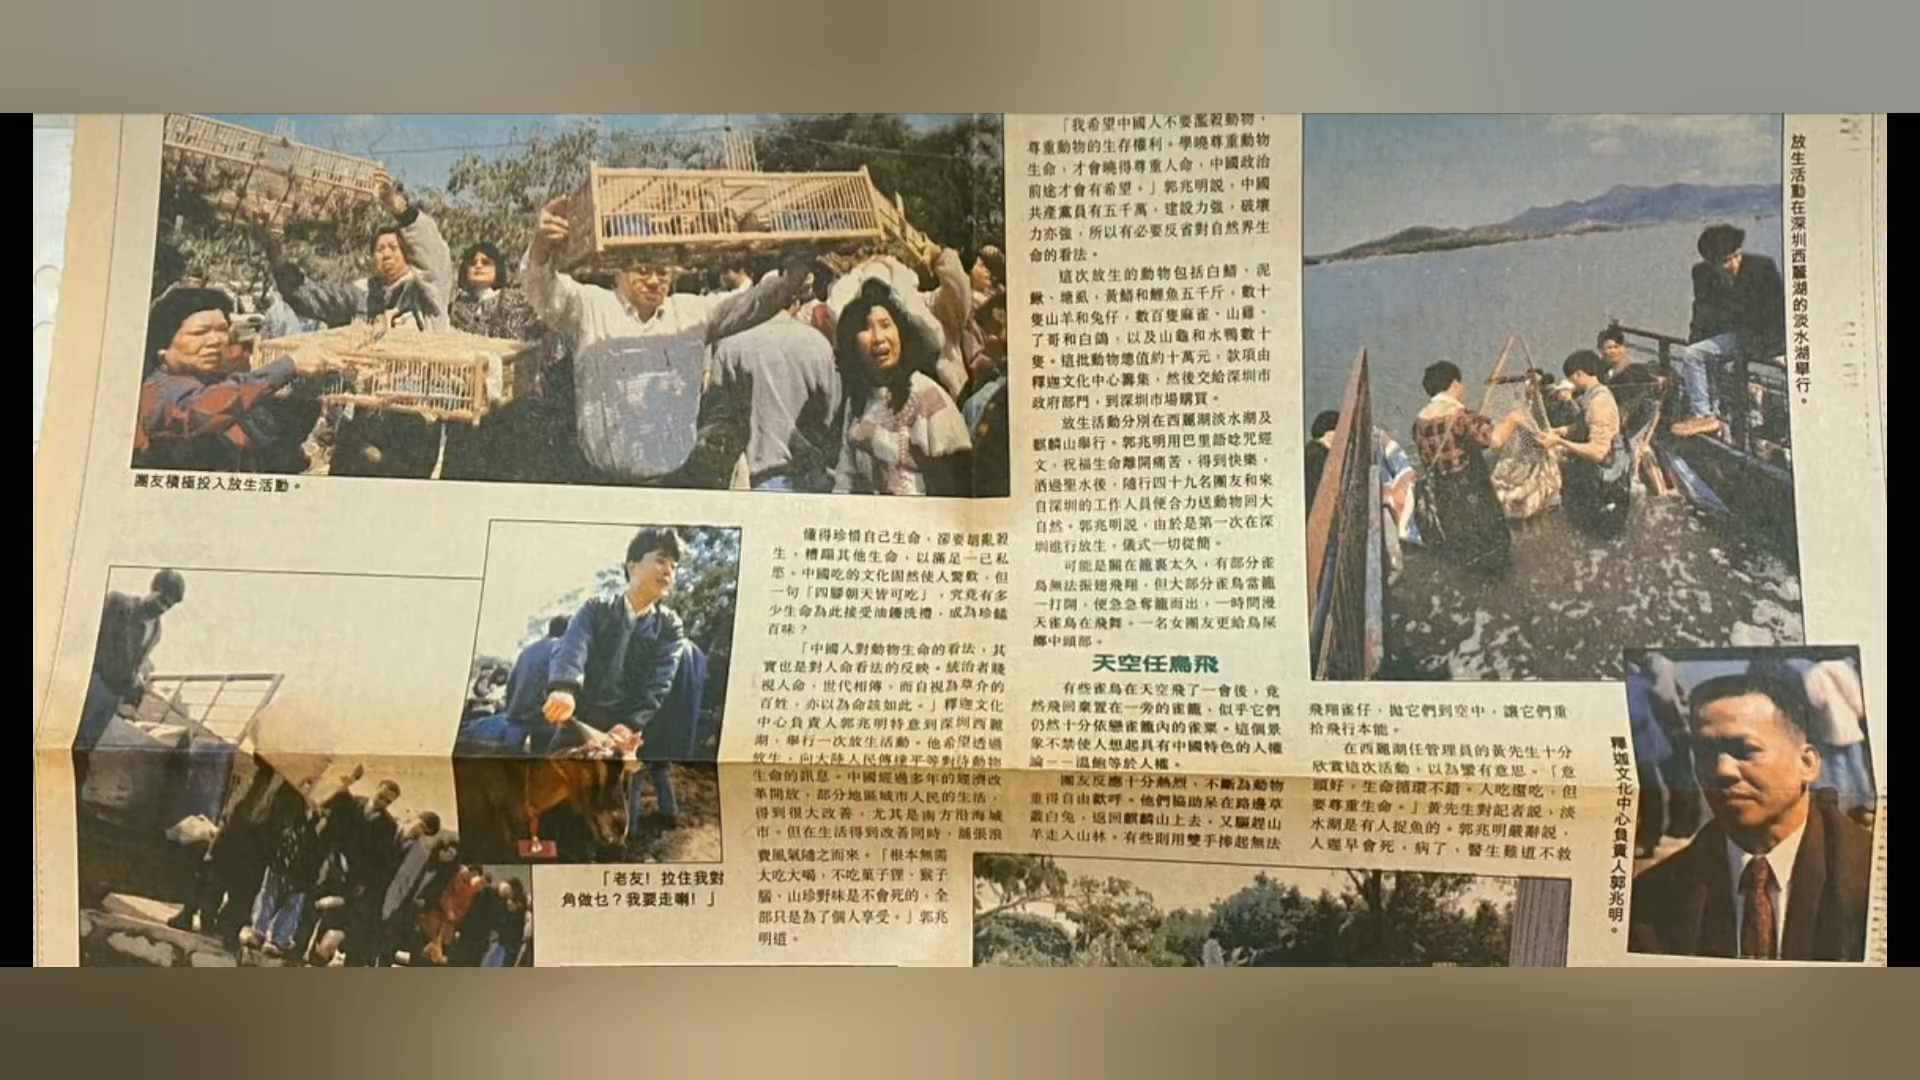 團友積極投入放生活動。
懂得珍惜自己生命，卻要胡亂殺
生，糟蹋其他生命，以滿足一己私
慾。中國吃的文化固然使人驚歎，但
一句「四腳朝天皆可吃」，究竟有多
少生命為此接受油鑊洗禮，成為珍饈
百味？
「中國人對動物生命的看法，其
實也是對人命看法的反映。統治者賤
視人命，世代相傳，而自視為草介的
百姓，亦以為命該如此。」釋迦文化
中心負責人郭兆明特意到深圳西麗
湖，舉行一次放生活動。他希望透過
放生，向大陸人民傳達平等對待動物
生命的訊息。中國經過多年的經濟改
革開放，部分地區城市人民的生活，
得到很大改善，尤其是南方沿海城
市。但在生活得到改善同時，舖張浪
費風氣隨之而來。「根本無需
大吃大喝，不吃菓子狸、猴子
腦、山珍野味是不會死的，全
部只是為了個人享受。」郭兆
明道。
「老友！拉住我對
角做乜？我要走喇！」
「我希望中國人不要濫殺動物，
尊重動物的生存權利。學曉尊重動物
生命，才會曉得尊重人命，中國政治
前途才會有希望。」郭兆明說，中國
共產黨員有五千萬，建設力強，破壞
力亦強，所以有必要反省對自然界生
命的看法。
這次放生的動物包括白鱔，泥
鰍、塘虱，黃鱔和鯉魚五千斤，數十
隻山羊和兔仔，數百隻麻雀、山雞、
了哥和白鴿，以及山龜和水鴨數十
隻。這批動物總值約十萬元，款項由
釋迦文化中心籌集，然後交給深圳市
政府部門，到深圳市場購買。
放生活動分別在西麗湖淡水湖及
麒麟山舉行。郭兆明用巴里語唸咒經
文，祝福生命離開痛苦，得到快樂，
洒過聖水後，隨行四十九名團友和來
自深圳的工作人員便合力送動物回大
自然。郭兆明說，由於是第一次在深
圳進行放生，儀式一切從簡。
可能是關在籠裏太久，有部分雀
鳥無法振翅飛翔，但大部分雀鳥當籠
一打開，便急急奪籠而出，一時間漫
天雀鳥在飛舞。一名女團友更給鳥屎
擲中頭部。
天空任鳥飛
有些雀鳥在天空飛了一會後，竟
然飛回棄置在一旁的雀籠，似乎它們
仍然十分依戀雀籠內的雀粟。這個景
象不禁使人想起具有中國特色的人權
論——溫飽等於人權。
團友反應十分熱烈，不斷為動物
重得自由歡呼。他們協助呆在路邊草
叢白兔，返回麒麟山上去，又驅趕山
羊走入山林。有些則用雙手捧起無法
飛翔雀仔，拋它們到空中，讓它們重
拾飛行本能。
在西麗湖任管理員的黃先生十分
欣賞這次活動，以為蠻有意思。「意
頭好，生命循環不錯。人吃還吃，但
要尊重生命。」黃先生對記者說，淡
水湖是有人捉魚的。郭兆明嚴辭說，
人遲早會死，病了，醫生難道不救
放生活動在深圳西麗湖的淡水湖舉行。
釋迦文化中心負責人郭兆明。